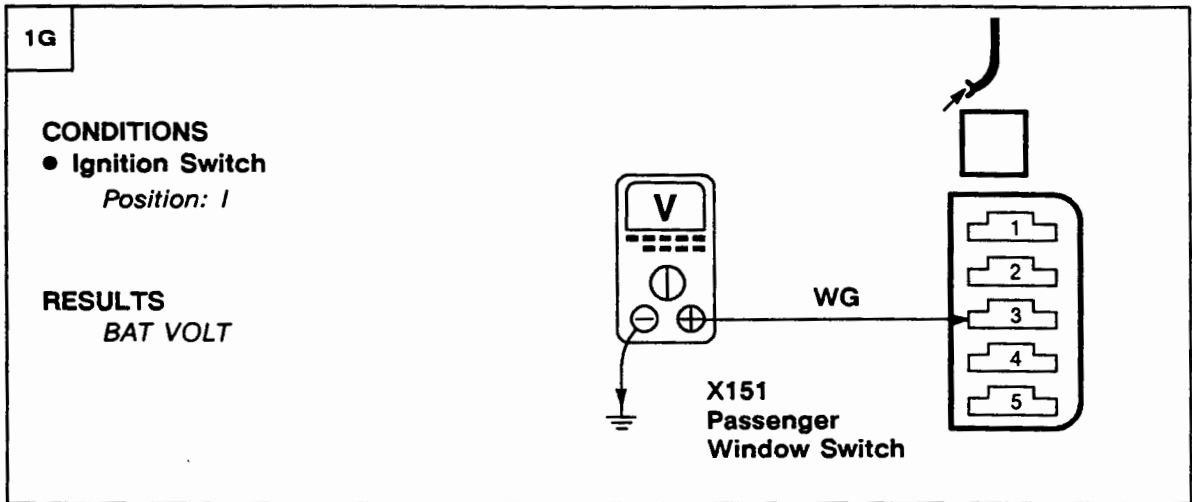 1G
CONDITIONS
● Ignition Switch
Position: I
RESULTS
BAT VOLT
V
WG
X151
Passenger
Window Switch
1
2
3
4
5